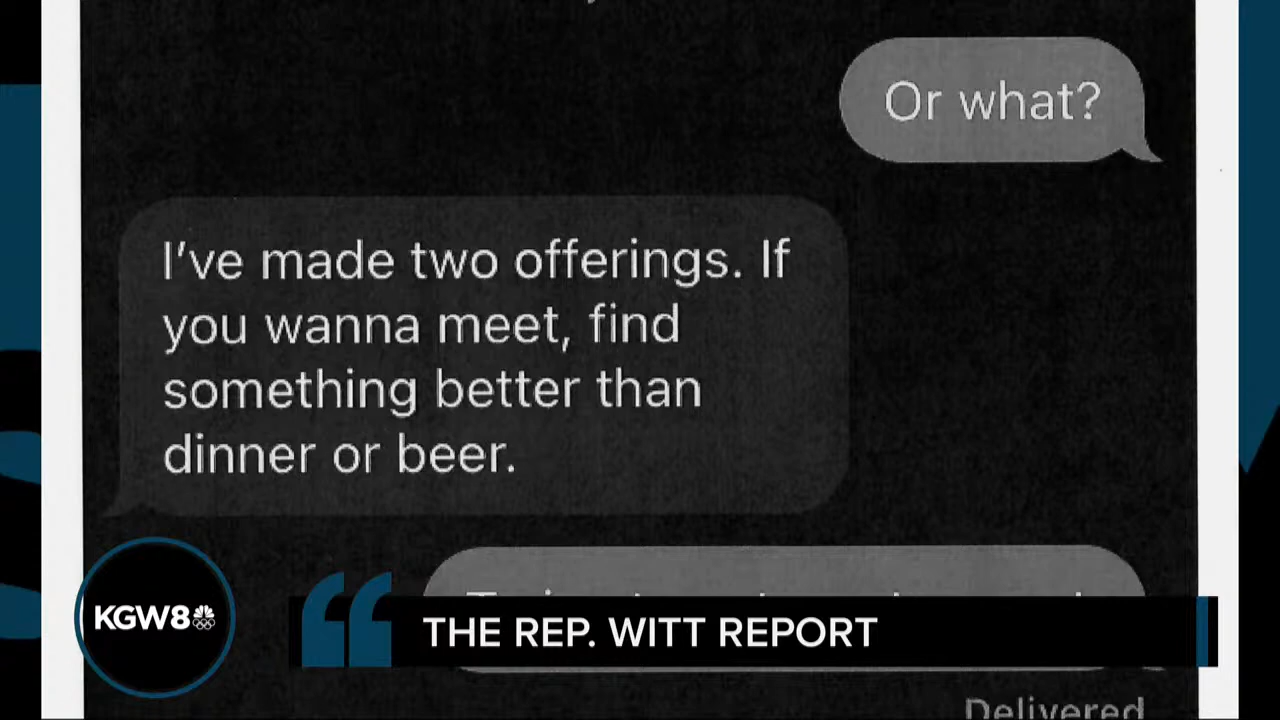 Or what?
I've made two offerings. If
you wanna meet, find
something better than
dinner or beer.
KGW8
THE REP. WITT REPORT
Delivered